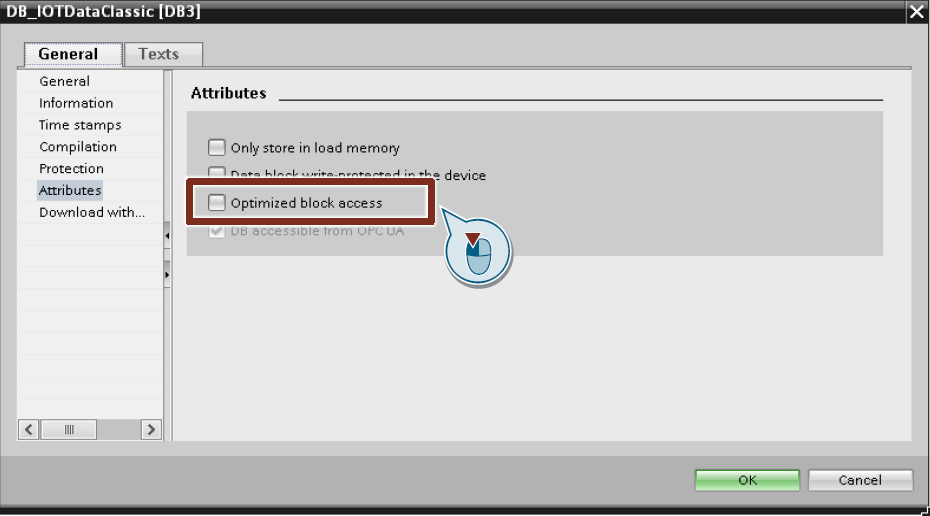 DB_IOTDataClassic [DB3]
General
Texts
General
Information
Time stamps
Compilation
Protection
Attributes
Download with...
Attributes
Only store in load memory
Data block write-protected in the device
Optimized block access
DB accessible from OPC UA
OK
Cancel